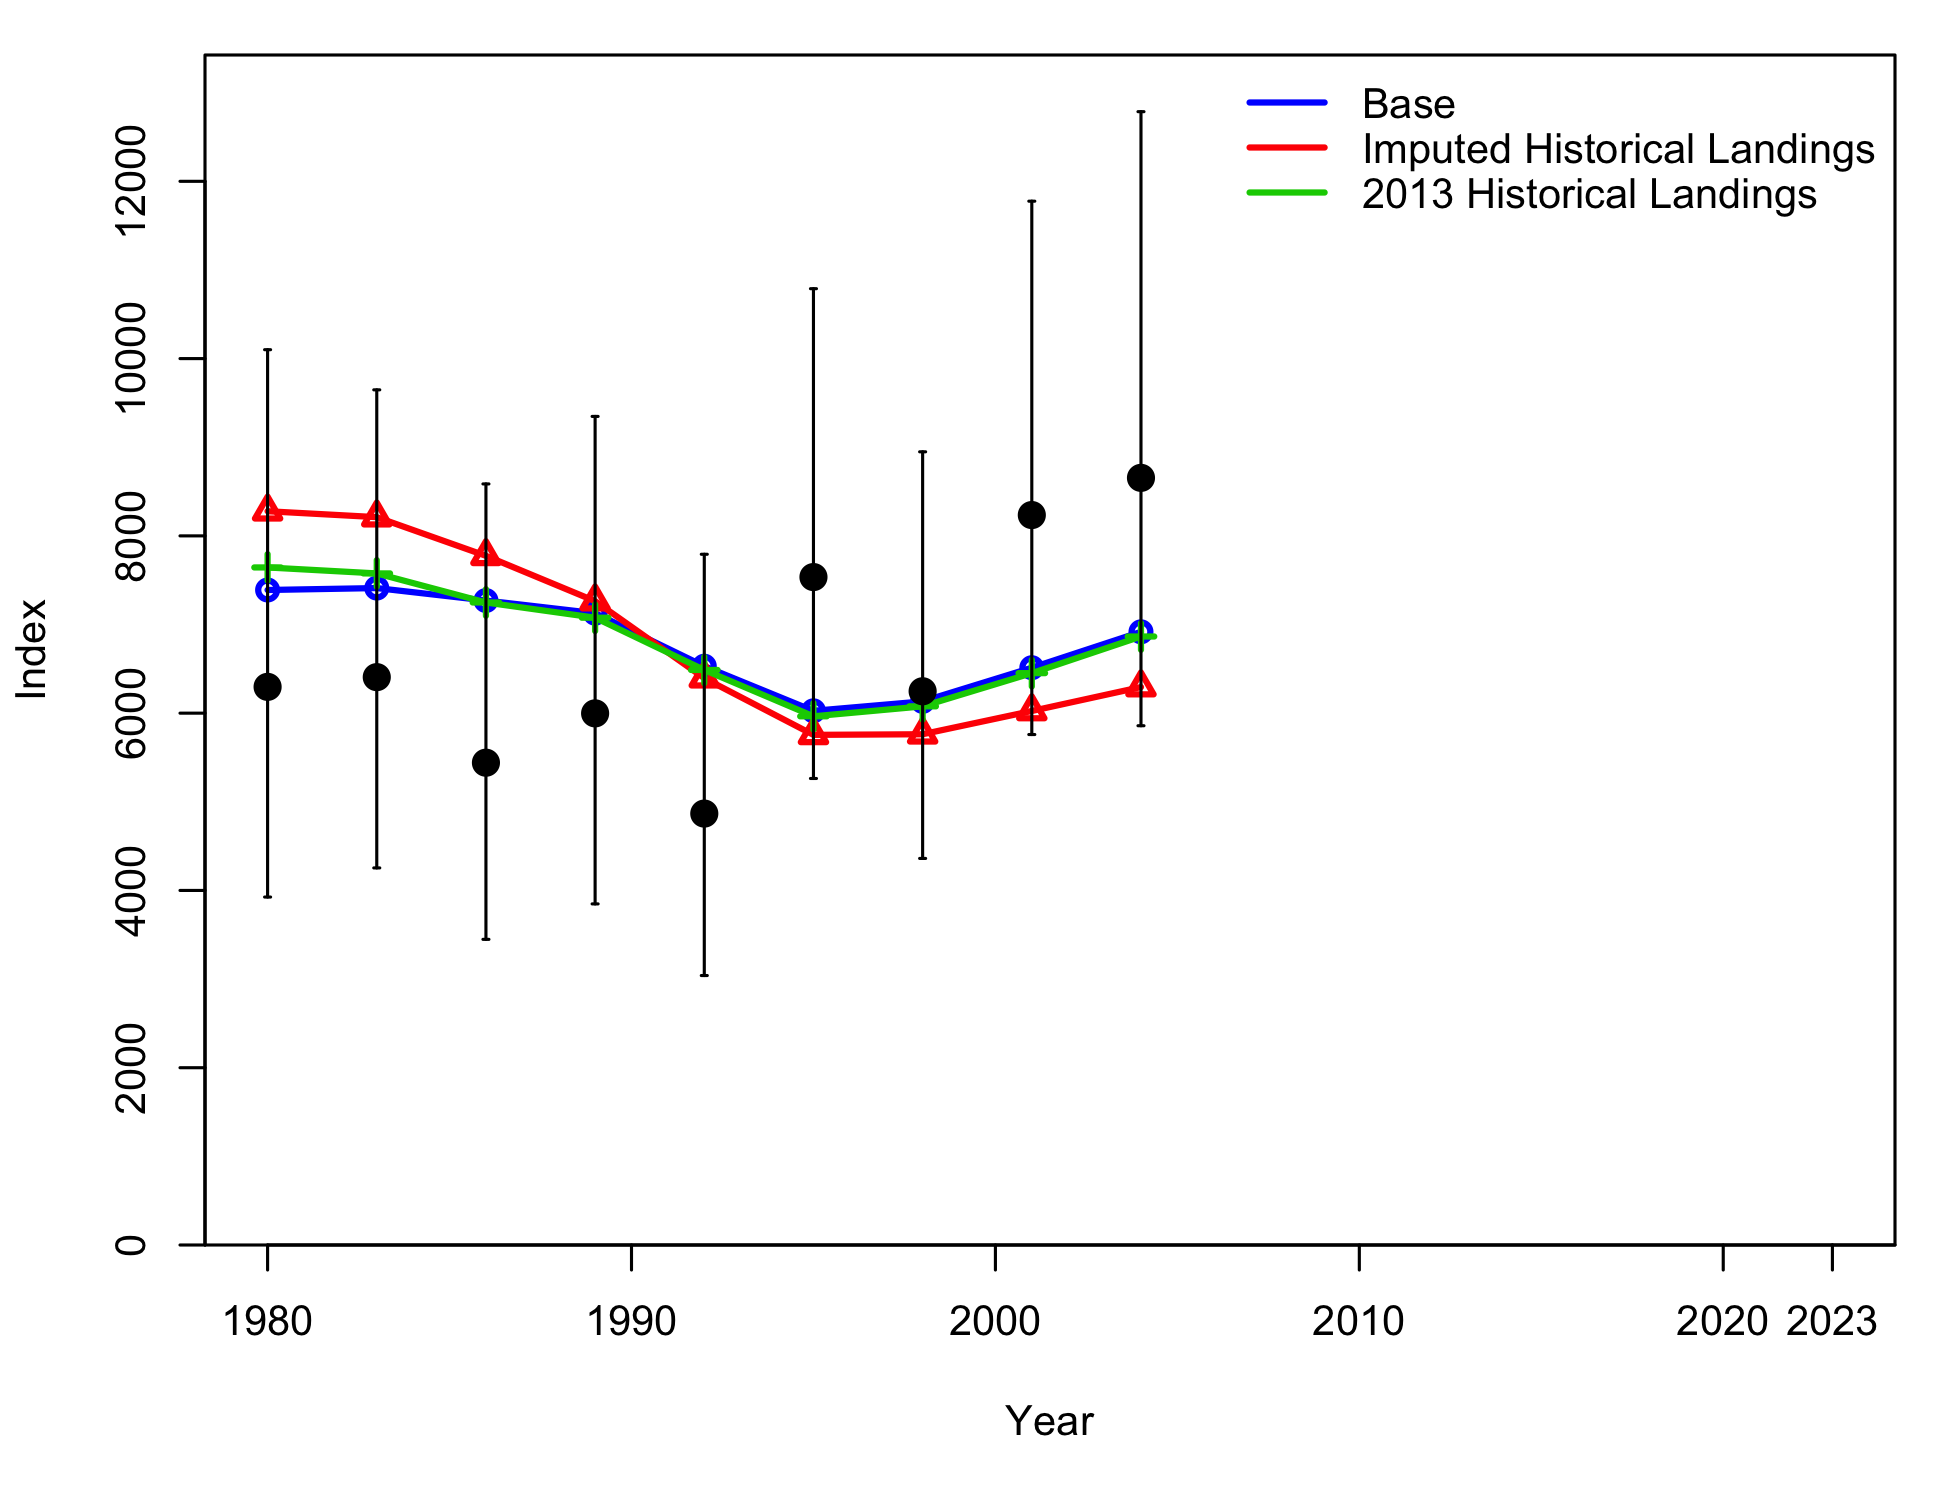 Base
Imputed Historical Landings
2013 Historical Landings
12000
10000
8000
6000
4000
2000
0
Index
1980 1990 2000 2010 2020 2023
Year